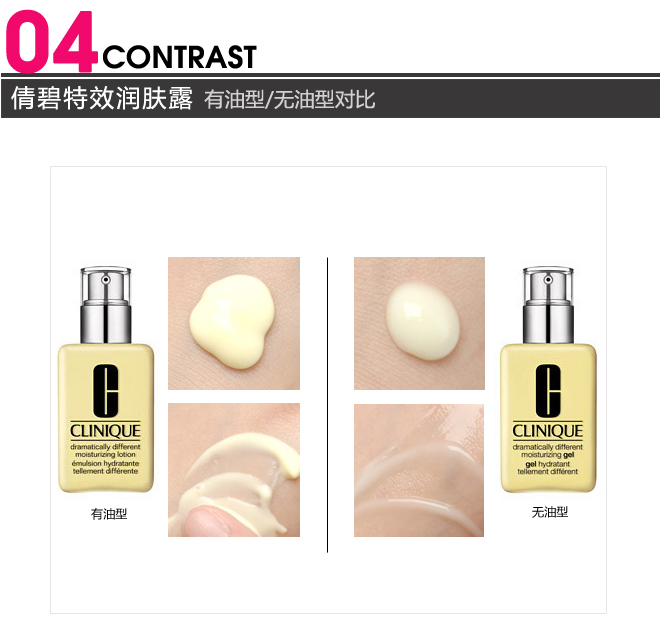 04 CONTRAST
倩碧特效润肤露 有油型/无油型对比
CLINIQUE
dramatically different
moisturizing lotion
émulsion hydratante
tellement différente
有油型
CLINIQUE
dramatically different
moisturizing gel
gel hydratant
tellement différent
无油型